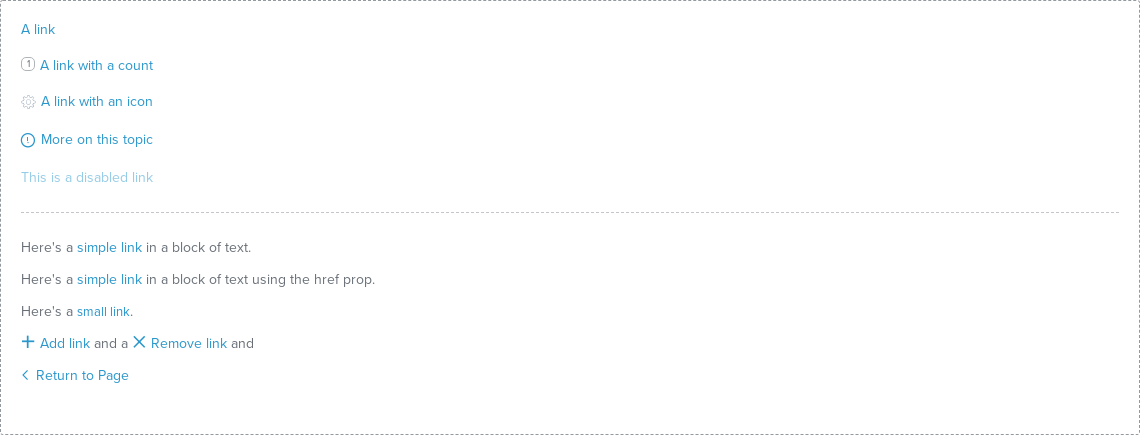 A link
1 A link with a count
A link with an icon
More on this topic
This is a disabled link
Here's a simple link in a block of text.
Here's a simple link in a block of text using the href prop.
Here's a small link.
Add link and a Remove link and
Return to Page